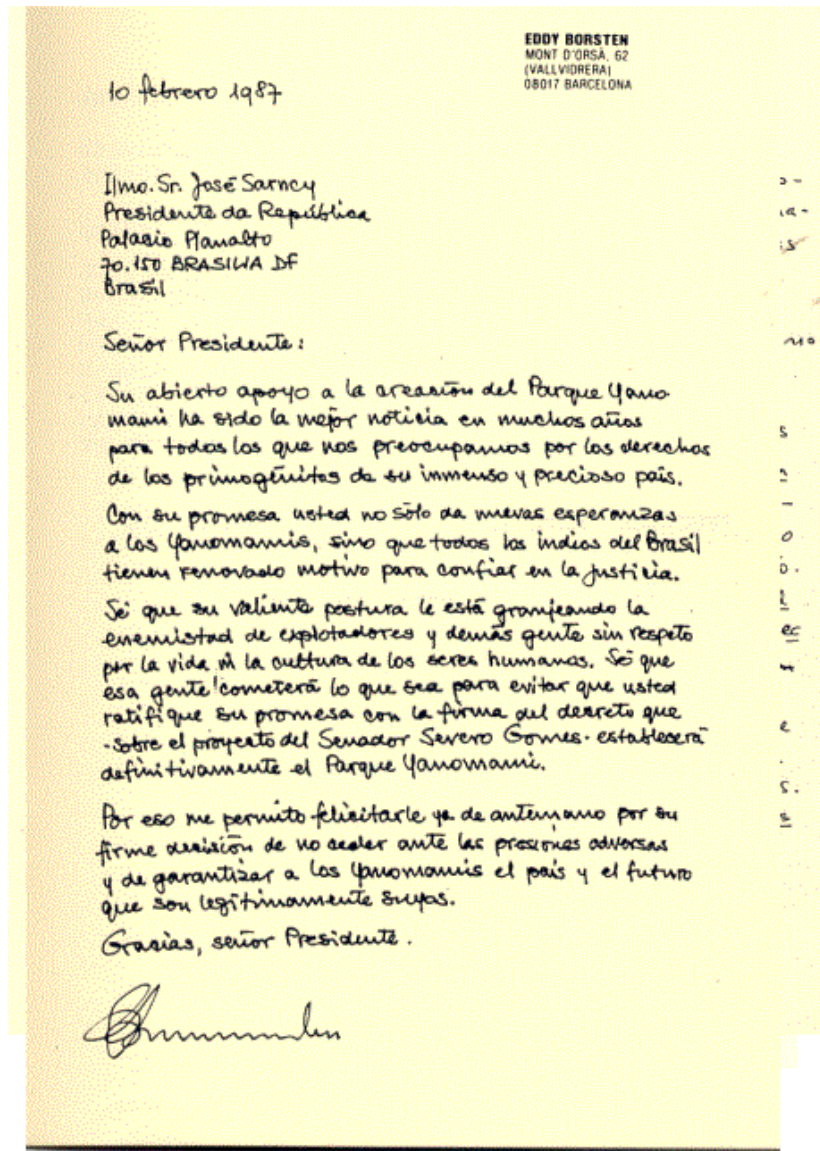 EDDY BORSTEN
MONT D'ORSÀ, 62
(VALLVIDRERA)
08017 BARCELONA
10 febrero 1987
Ilmo. Sr. José Sarney
Presidente da República
Palacio Planalto
70.150 BRASILIA DF
Brasil
Señor Presidente:
Su abierto apoyo a la creación del Parque Yano-
mami ha sido la mejor noticia en muchos años
para todos los que nos preocupamos por los derechos
de los primogénitos de su inmenso y precioso país.
Con su promesa usted no sólo da nuevas esperanzas
a los Yanomamis, sino que todos los indios del Brasil
tienen renovado motivo para confiar en la justicia.
Sé que su valiente postura le está granjeando la
enemistad de explotadores y demás gente sin respeto
por la vida ni la cultura de los seres humanos. Sé que
esa gente cometerá lo que sea para evitar que usted
ratifique su promesa con la firma del decreto que
-sobre el proyecto del Senador Severo Gomes- establecerá
definitivamente el Parque Yanomami.
Por eso me permito felicitarle ya de antemano por su
firme decisión de no ceder ante las presiones adversas
y de garantizar a los Yanomamis el país y el futuro
que son legítimamente suyos.
Gracias, señor Presidente.